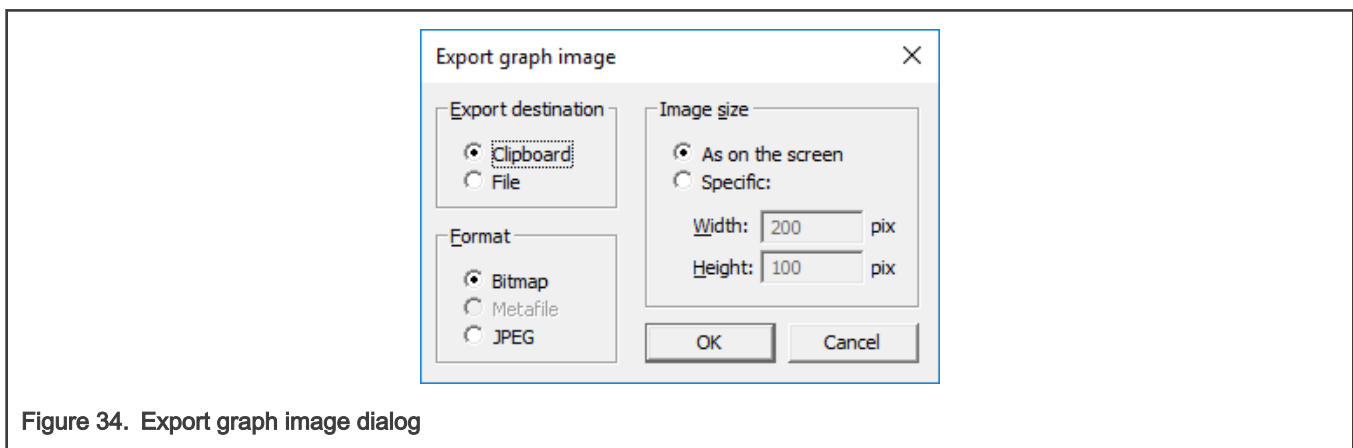 Export graph image
Export destination
Clipboard
File
Format
Bitmap
Metafile
JPEG
Image size
As on the screen
Specific:
Width: 200 pix
Height: 100 pix
OK Cancel
Figure 34. Export graph image dialog